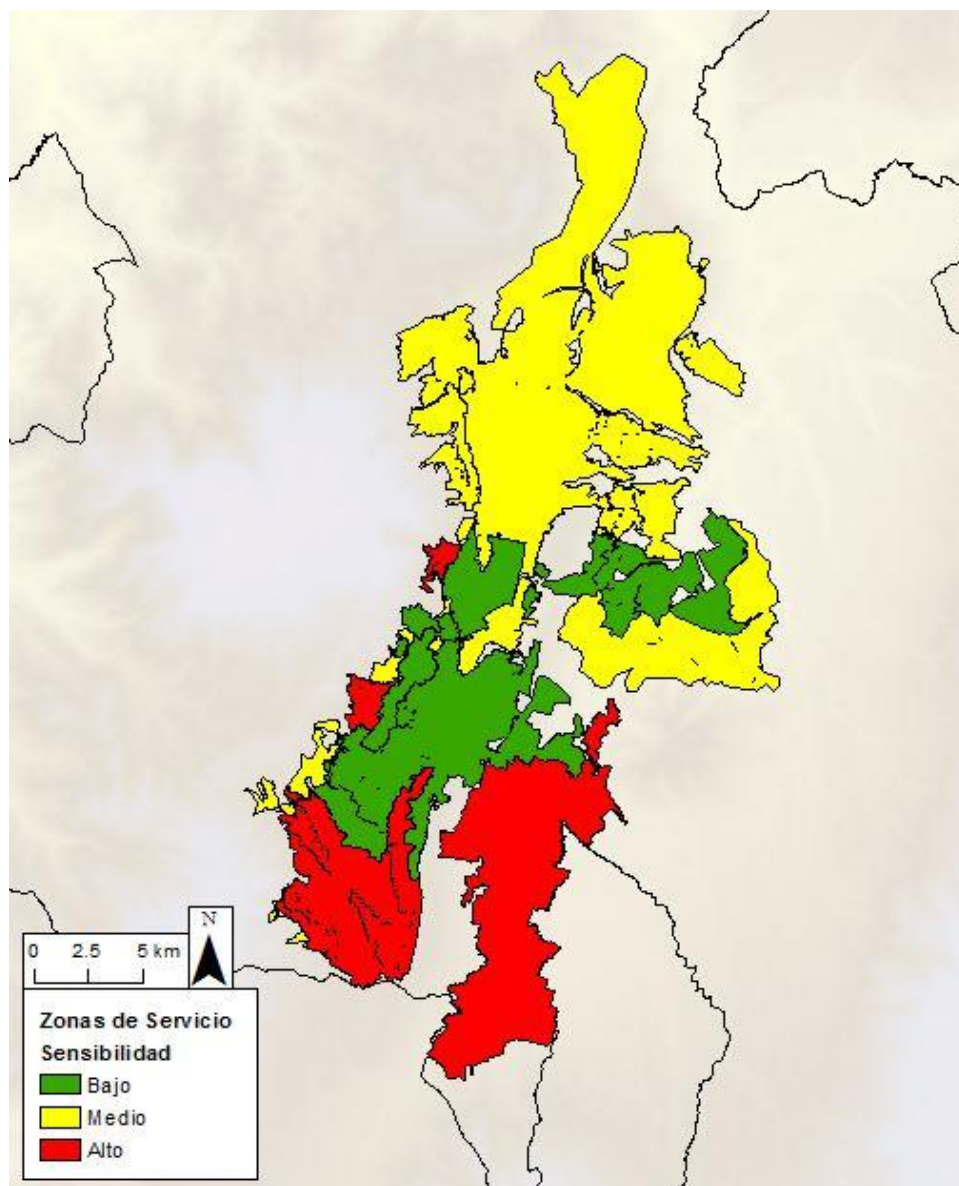 N
0 2.5 5 km
Zonas de Servicio
Sensibilidad
Bajo
Medio
Alto